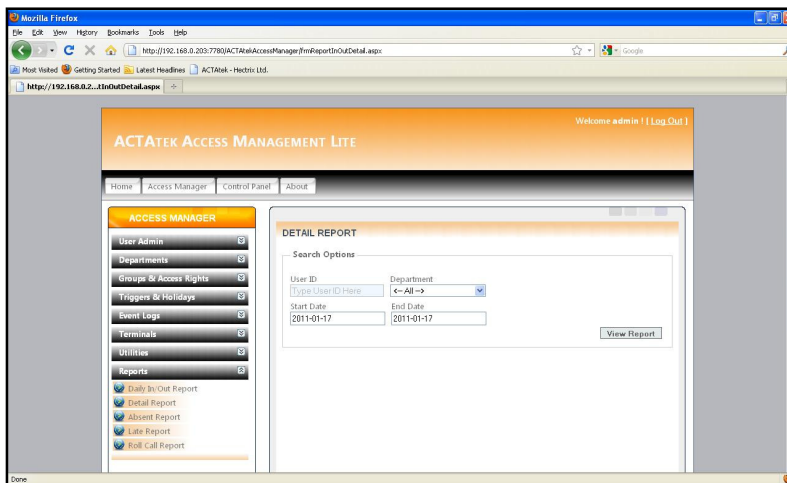 Mozilla Firefox
File Edit View History Bookmarks Tools Help
http://192.168.0.203:7780/ACTAtekAccessManager/frmReportInOutDetail.aspx
Google
Most Visited Getting Started Latest Headlines ACTAtek - Hectrix Ltd.
http://192.168.0.2...tInOutDetail.aspx
Welcome admin ! [ Log Out ]
ACTATEK ACCESS MANAGEMENT LITE
Home Access Manager Control Panel About
ACCESS MANAGER
User Admin
Departments
Groups & Access Rights
Triggers & Holidays
Event Logs
Terminals
Utilities
Reports
Daily In/Out Report
Detail Report
Absent Report
Late Report
Roll Call Report
DETAIL REPORT
Search Options
User ID Department
Type User ID Here <-- All -->
Start Date End Date
2011-01-17 2011-01-17
View Report
Done